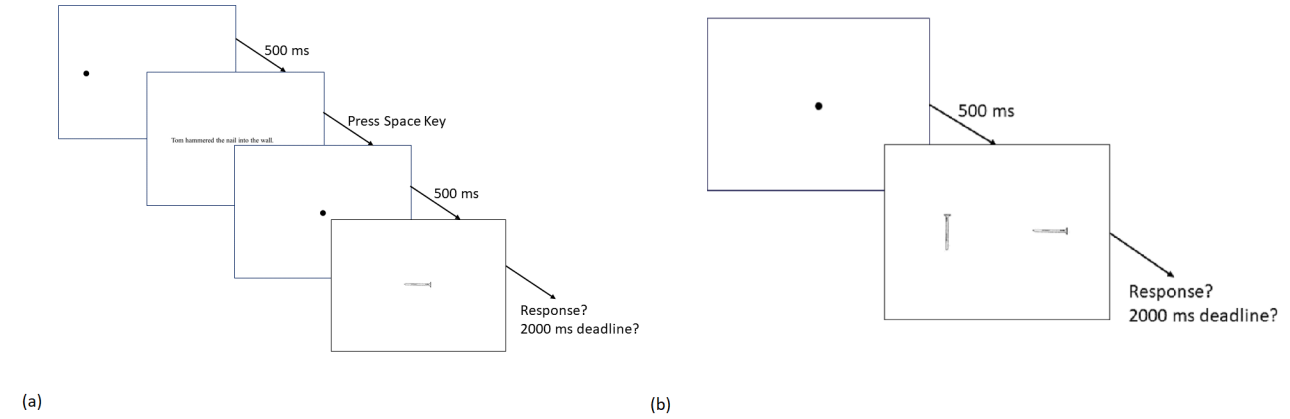 500 ms
Tom hammered the nail into the wall.
Press Space Key
500 ms
Response?
2000 ms deadline?
(a)
500 ms
Response?
2000 ms deadline?
(b)